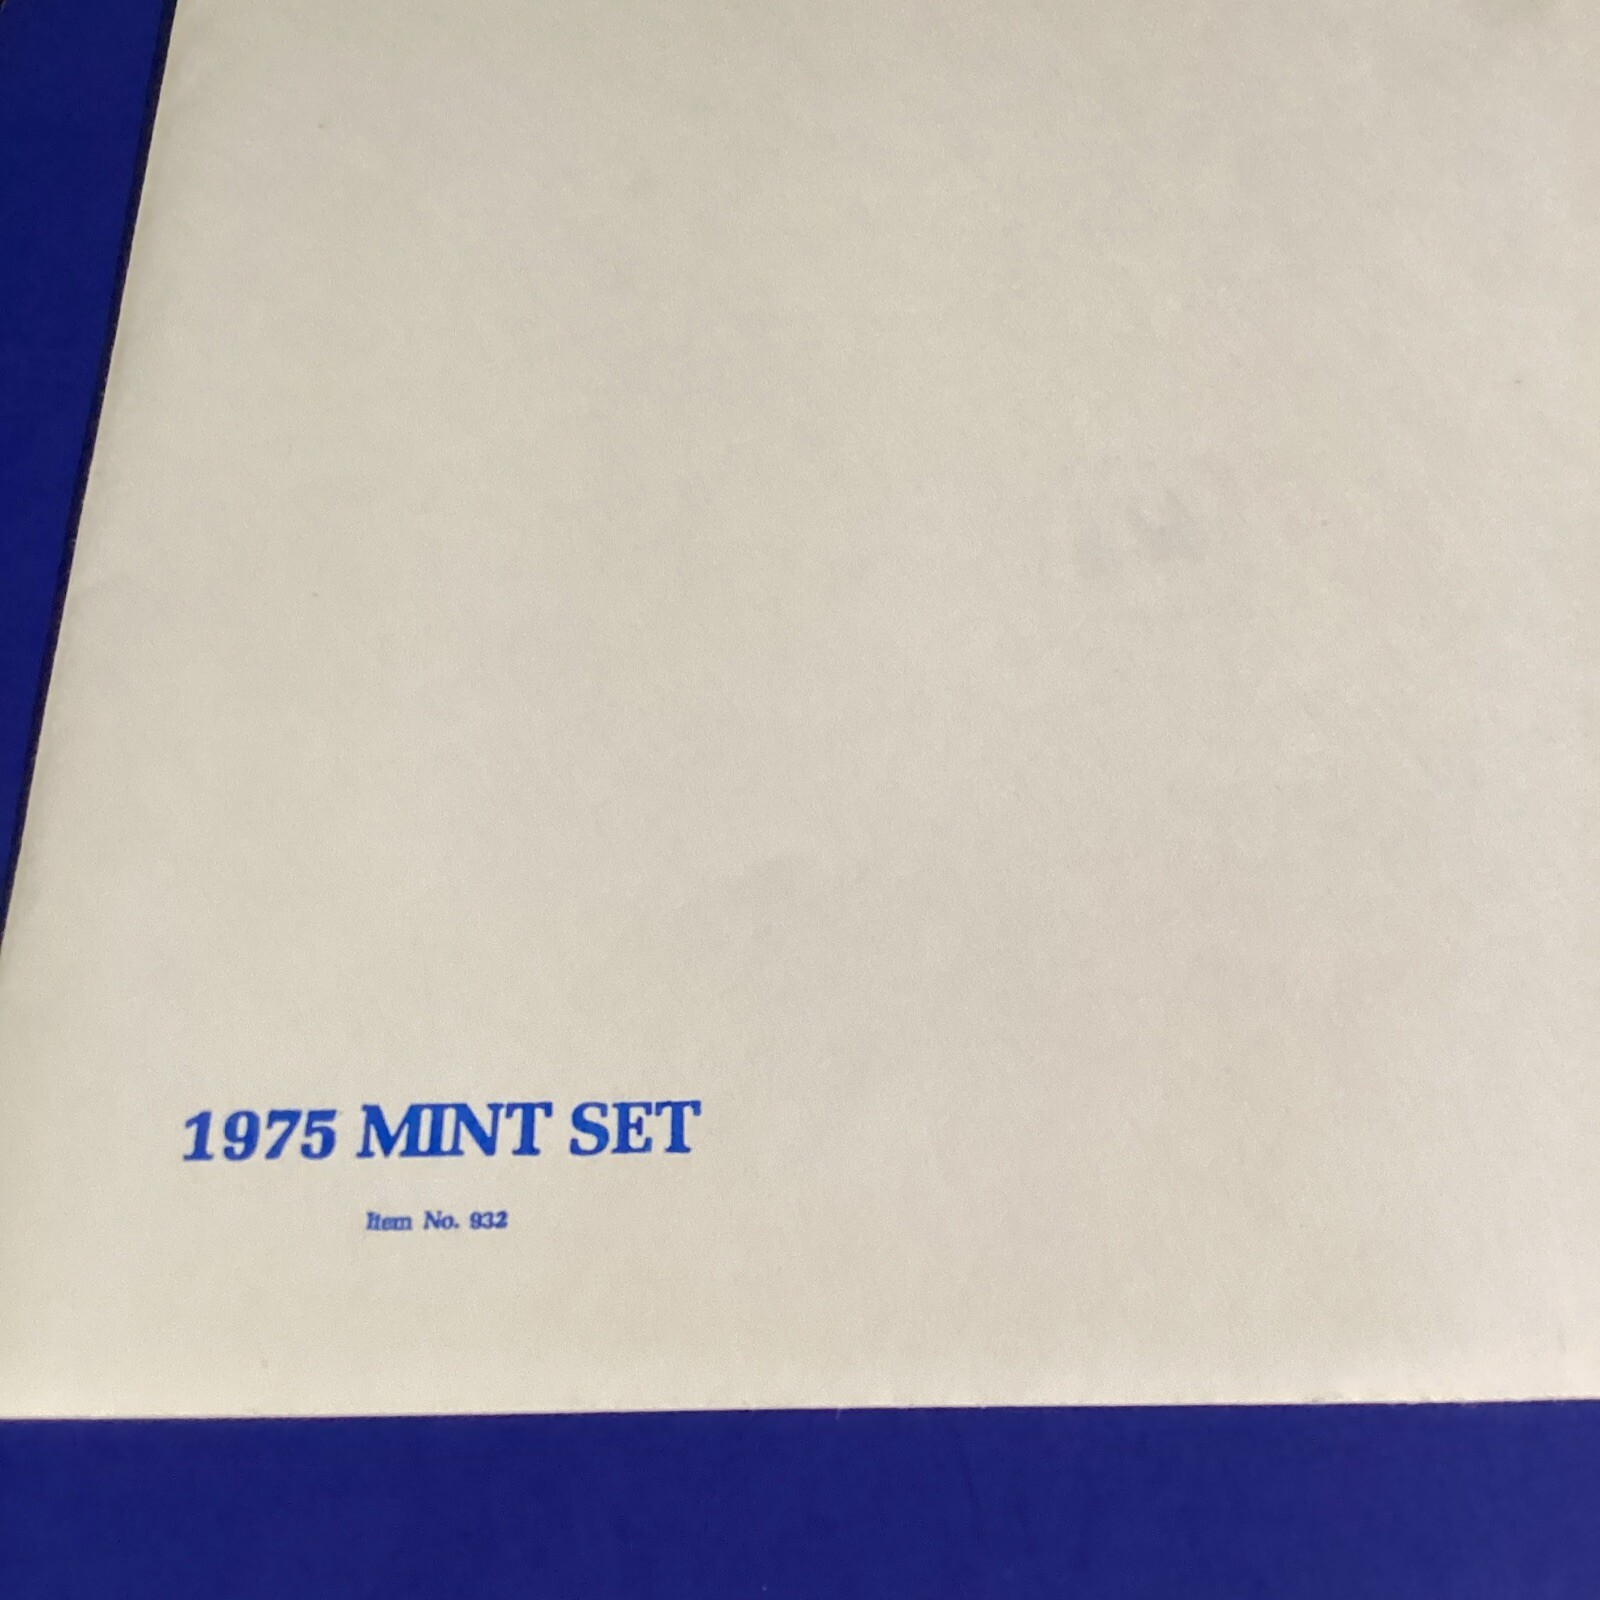 1975 MINT SET
Item No. 932